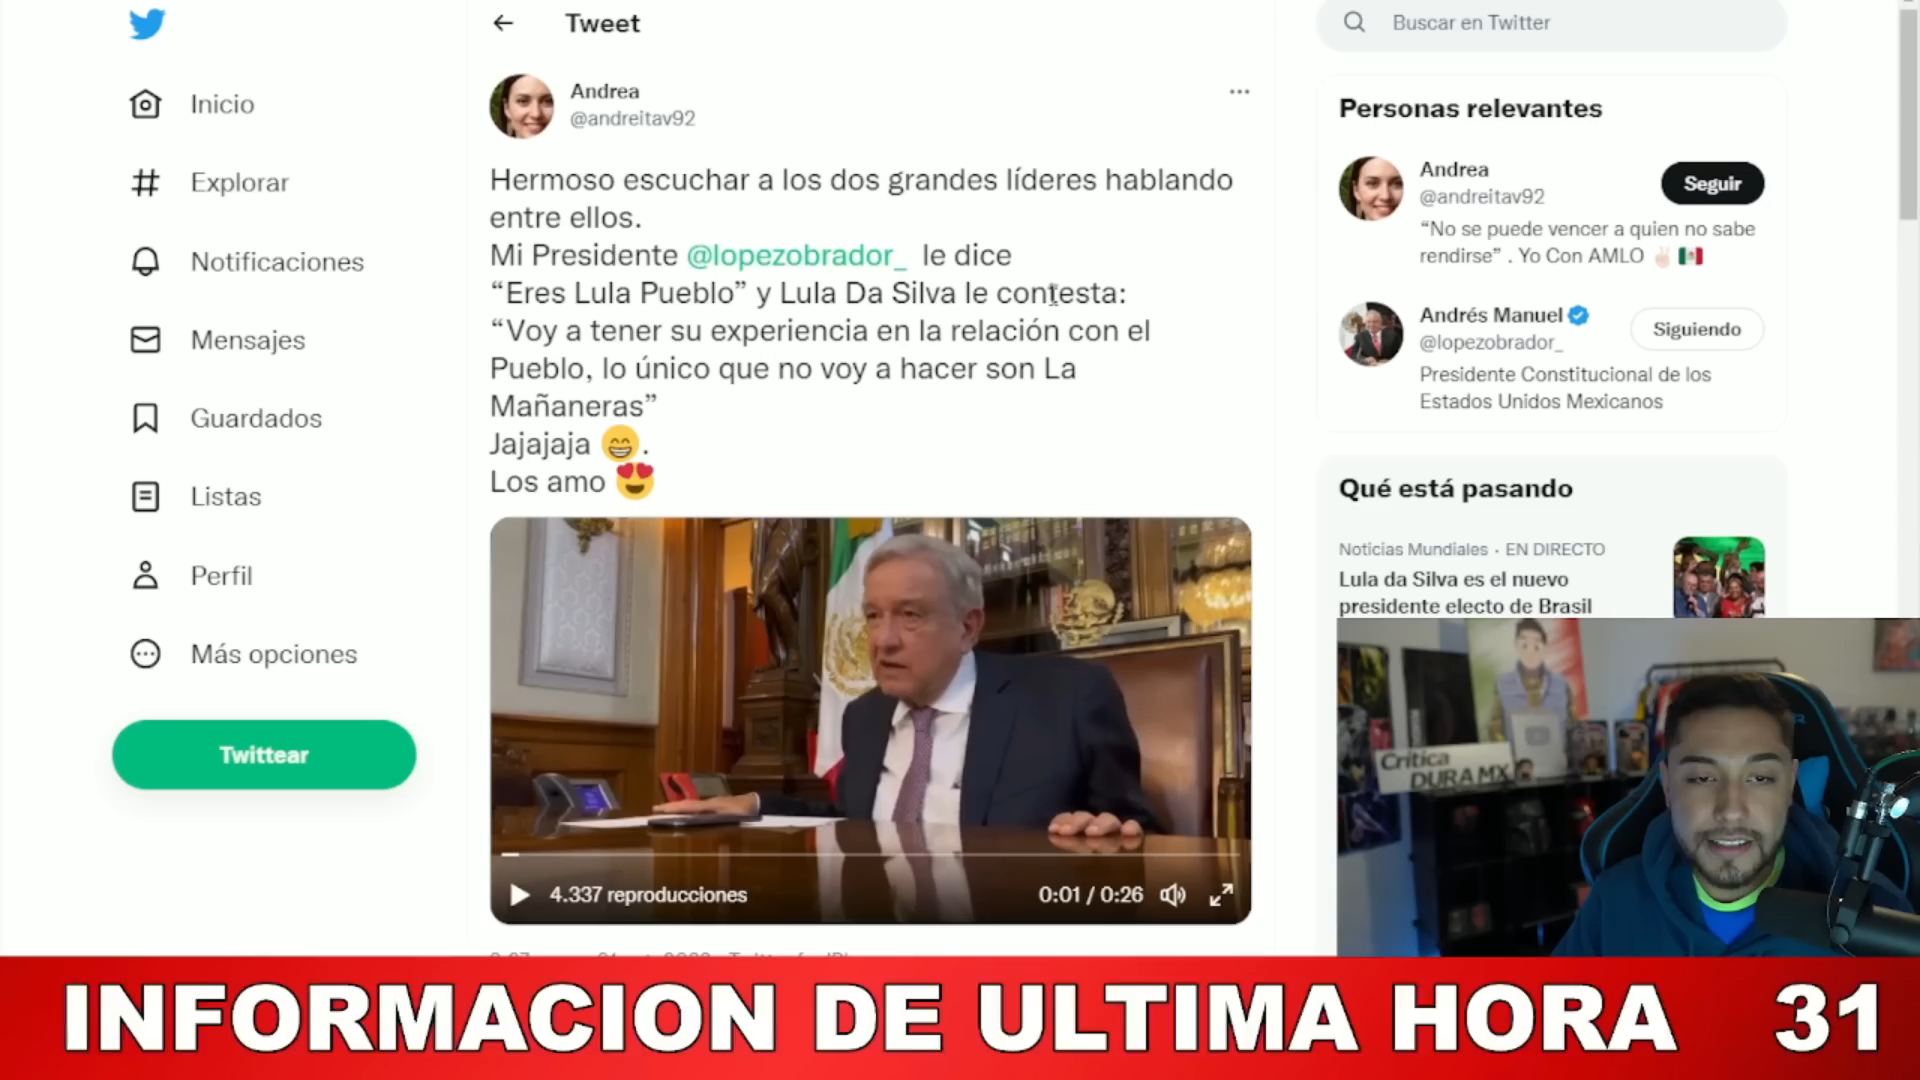 Tweet
Buscar en Twitter
Inicio
Explorar
Notificaciones
Mensajes
Guardados
Listas
Perfil
Más opciones
Twittear
Andrea
@andreitav92
Hermoso escuchar a los dos grandes líderes hablando
entre ellos.
Mi Presidente @lopezobrador_ le dice
“Eres Lula Pueblo” y Lula Da Silva le contesta:
“Voy a tener su experiencia en la relación con el
Pueblo, lo único que no voy a hacer son La
Mañaneras”
Jajajaja 😁.
Los amo 😍
4.337 reproducciones
0:01 / 0:26
Personas relevantes
Andrea
@andreitav92
Seguir
“No se puede vencer a quien no sabe
rendirse” . Yo Con AMLO ✌🏻 🇲🇽
Andrés Manuel
@lopezobrador_
Siguiendo
Presidente Constitucional de los
Estados Unidos Mexicanos
Qué está pasando
Noticias Mundiales · EN DIRECTO
Lula da Silva es el nuevo
presidente electo de Brasil
Crítica
DURA MX
INFORMACION DE ULTIMA HORA 31